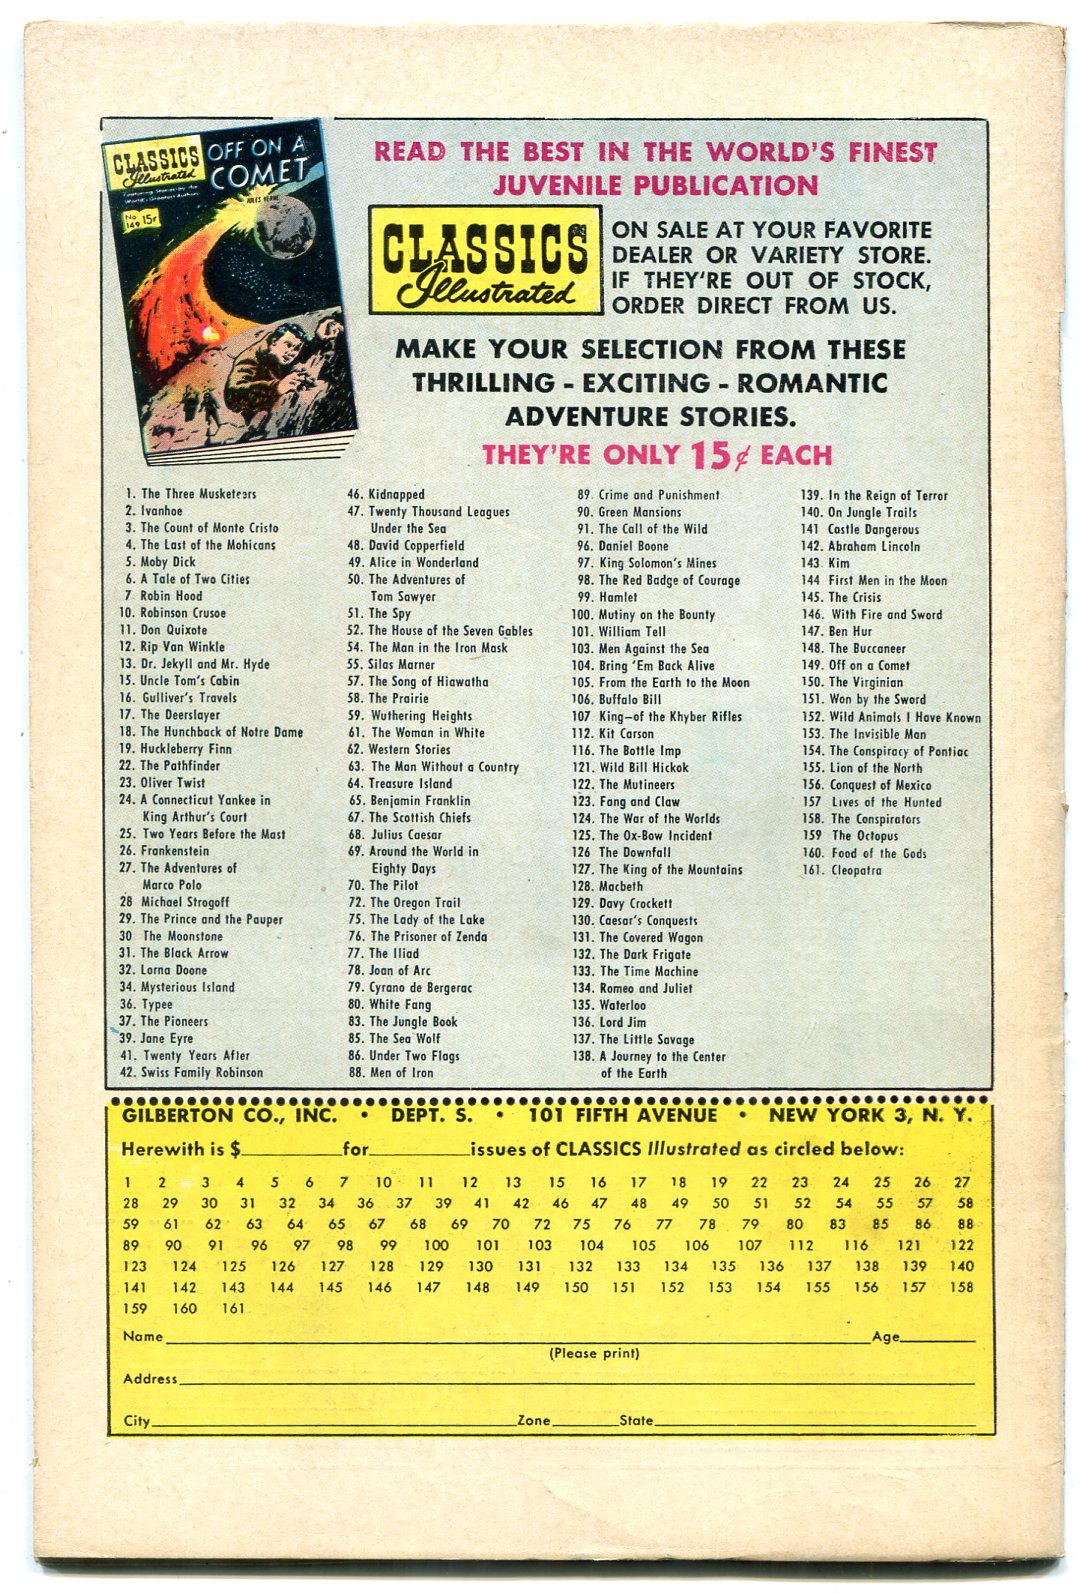 CLASSICS
Illustrated
Featuring Stories by the
World's Greatest Authors
OFF ON A
COMET
JULES VERNE
No 149
15¢
READ THE BEST IN THE WORLD'S FINEST
JUVENILE PUBLICATION
CLASSICS
Illustrated
ON SALE AT YOUR FAVORITE
DEALER OR VARIETY STORE.
IF THEY'RE OUT OF STOCK,
ORDER DIRECT FROM US.
MAKE YOUR SELECTION FROM THESE
THRILLING - EXCITING - ROMANTIC
ADVENTURE STORIES.
THEY'RE ONLY 15¢ EACH
1. The Three Musketeers
2. Ivanhoe
3. The Count of Monte Cristo
4. The Last of the Mohicans
5. Moby Dick
6. A Tale of Two Cities
7 Robin Hood
10. Robinson Crusoe
11. Don Quixote
12. Rip Van Winkle
13. Dr. Jekyll and Mr. Hyde
15. Uncle Tom's Cabin
16. Gulliver's Travels
17. The Deerslayer
18. The Hunchback of Notre Dame
19. Huckleberry Finn
22. The Pathfinder
23. Oliver Twist
24. A Connecticut Yankee in
King Arthur's Court
25. Two Years Before the Mast
26. Frankenstein
27. The Adventures of
Marco Polo
28 Michael Strogoff
29. The Prince and the Pauper
30 The Moonstone
31. The Black Arrow
32. Lorna Doone
34. Mysterious Island
36. Typee
37. The Pioneers
39. Jane Eyre
41. Twenty Years After
42. Swiss Family Robinson
46. Kidnapped
47. Twenty Thousand Leagues
Under the Sea
48. David Copperfield
49. Alice in Wonderland
50. The Adventures of
Tom Sawyer
51. The Spy
52. The House of the Seven Gables
54. The Man in the Iron Mask
55. Silas Marner
57. The Song of Hiawatha
58. The Prairie
59. Wuthering Heights
61. The Woman in White
62. Western Stories
63. The Man Without a Country
64. Treasure Island
65. Benjamin Franklin
67. The Scottish Chiefs
68. Julius Caesar
69. Around the World in
Eighty Days
70. The Pilot
72. The Oregon Trail
75. The Lady of the Lake
76. The Prisoner of Zenda
77. The Iliad
78. Joan of Arc
79. Cyrano de Bergerac
80. White Fang
83. The Jungle Book
85. The Sea Wolf
86. Under Two Flags
88. Men of Iron
89. Crime and Punishment
90. Green Mansions
91. The Call of the Wild
96. Daniel Boone
97. King Solomon's Mines
98. The Red Badge of Courage
99. Hamlet
100. Mutiny on the Bounty
101. William Tell
103. Men Against the Sea
104. Bring 'Em Back Alive
105. From the Earth to the Moon
106. Buffalo Bill
107 King—of the Khyber Rifles
112. Kit Carson
116. The Bottle Imp
121. Wild Bill Hickok
122. The Mutineers
123. Fang and Claw
124. The War of the Worlds
125. The Ox-Bow Incident
126 The Downfall
127. The King of the Mountains
128. Macbeth
129. Davy Crockett
130. Caesar's Conquests
131. The Covered Wagon
132. The Dark Frigate
133. The Time Machine
134. Romeo and Juliet
135. Waterloo
136. Lord Jim
137. The Little Savage
138. A Journey to the Center
of the Earth
139. In the Reign of Terror
140. On Jungle Trails
141 Castle Dangerous
142. Abraham Lincoln
143. Kim
144 First Men in the Moon
145. The Crisis
146. With Fire and Sword
147. Ben Hur
148. The Buccaneer
149. Off on a Comet
150. The Virginian
151. Won by the Sword
152. Wild Animals I Have Known
153. The Invisible Man
154. The Conspiracy of Pontiac
155. Lion of the North
156. Conquest of Mexico
157 Lives of the Hunted
158. The Conspirators
159 The Octopus
160. Food of the Gods
161. Cleopatra
GILBERTON CO., INC. • DEPT. S. • 101 FIFTH AVENUE • NEW YORK 3, N. Y.
Herewith is $__________for__________issues of CLASSICS Illustrated as circled below:
1 2 3 4 5 6 7 10 11 12 13 15 16 17 18 19 22 23 24 25 26 27
28 29 30 31 32 34 36 37 39 41 42 46 47 48 49 50 51 52 54 55 57 58
59 61 62 63 64 65 67 68 69 70 72 75 76 77 78 79 80 83 85 86 88
89 90 91 96 97 98 99 100 101 103 104 105 106 107 112 116 121 122
123 124 125 126 127 128 129 130 131 132 133 134 135 136 137 138 139 140
141 142 143 144 145 146 147 148 149 150 151 152 153 154 155 156 157 158
159 160 161
Name__________Age__________
(Please print)
Address__________
City__________Zone__________State__________